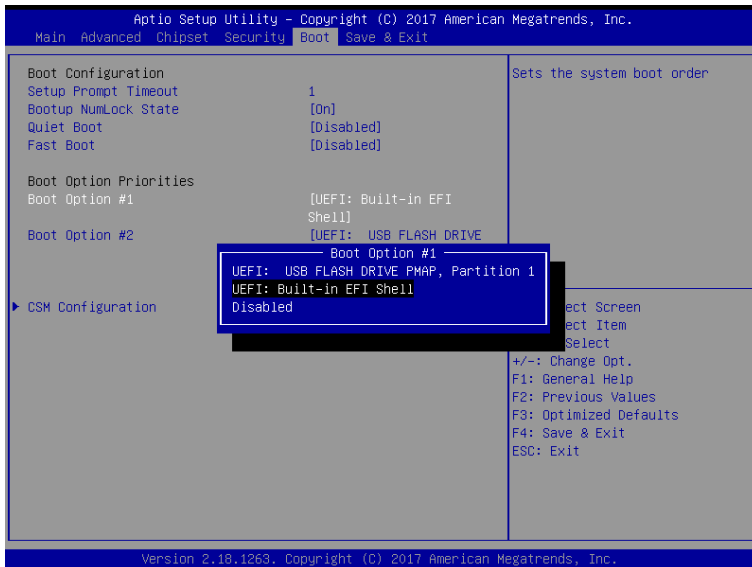 Aptio Setup Utility – Copyright (C) 2017 American Megatrends, Inc.
Main Advanced Chipset Security Boot Save & Exit
Boot Configuration
Setup Prompt Timeout 1
Bootup NumLock State [On]
Quiet Boot [Disabled]
Fast Boot [Disabled]
Boot Option Priorities
Boot Option #1 [UEFI: Built-in EFI
Shell]
Boot Option #2 [UEFI: USB FLASH DRIVE
Boot Option #1
UEFI: USB FLASH DRIVE PMAP, Partition 1
UEFI: Built-in EFI Shell
Disabled
CSM Configuration
Sets the system boot order
ect Screen
ect Item
Select
+/-: Change Opt.
F1: General Help
F2: Previous Values
F3: Optimized Defaults
F4: Save & Exit
ESC: Exit
Version 2.18.1263. Copyright (C) 2017 American Megatrends, Inc.